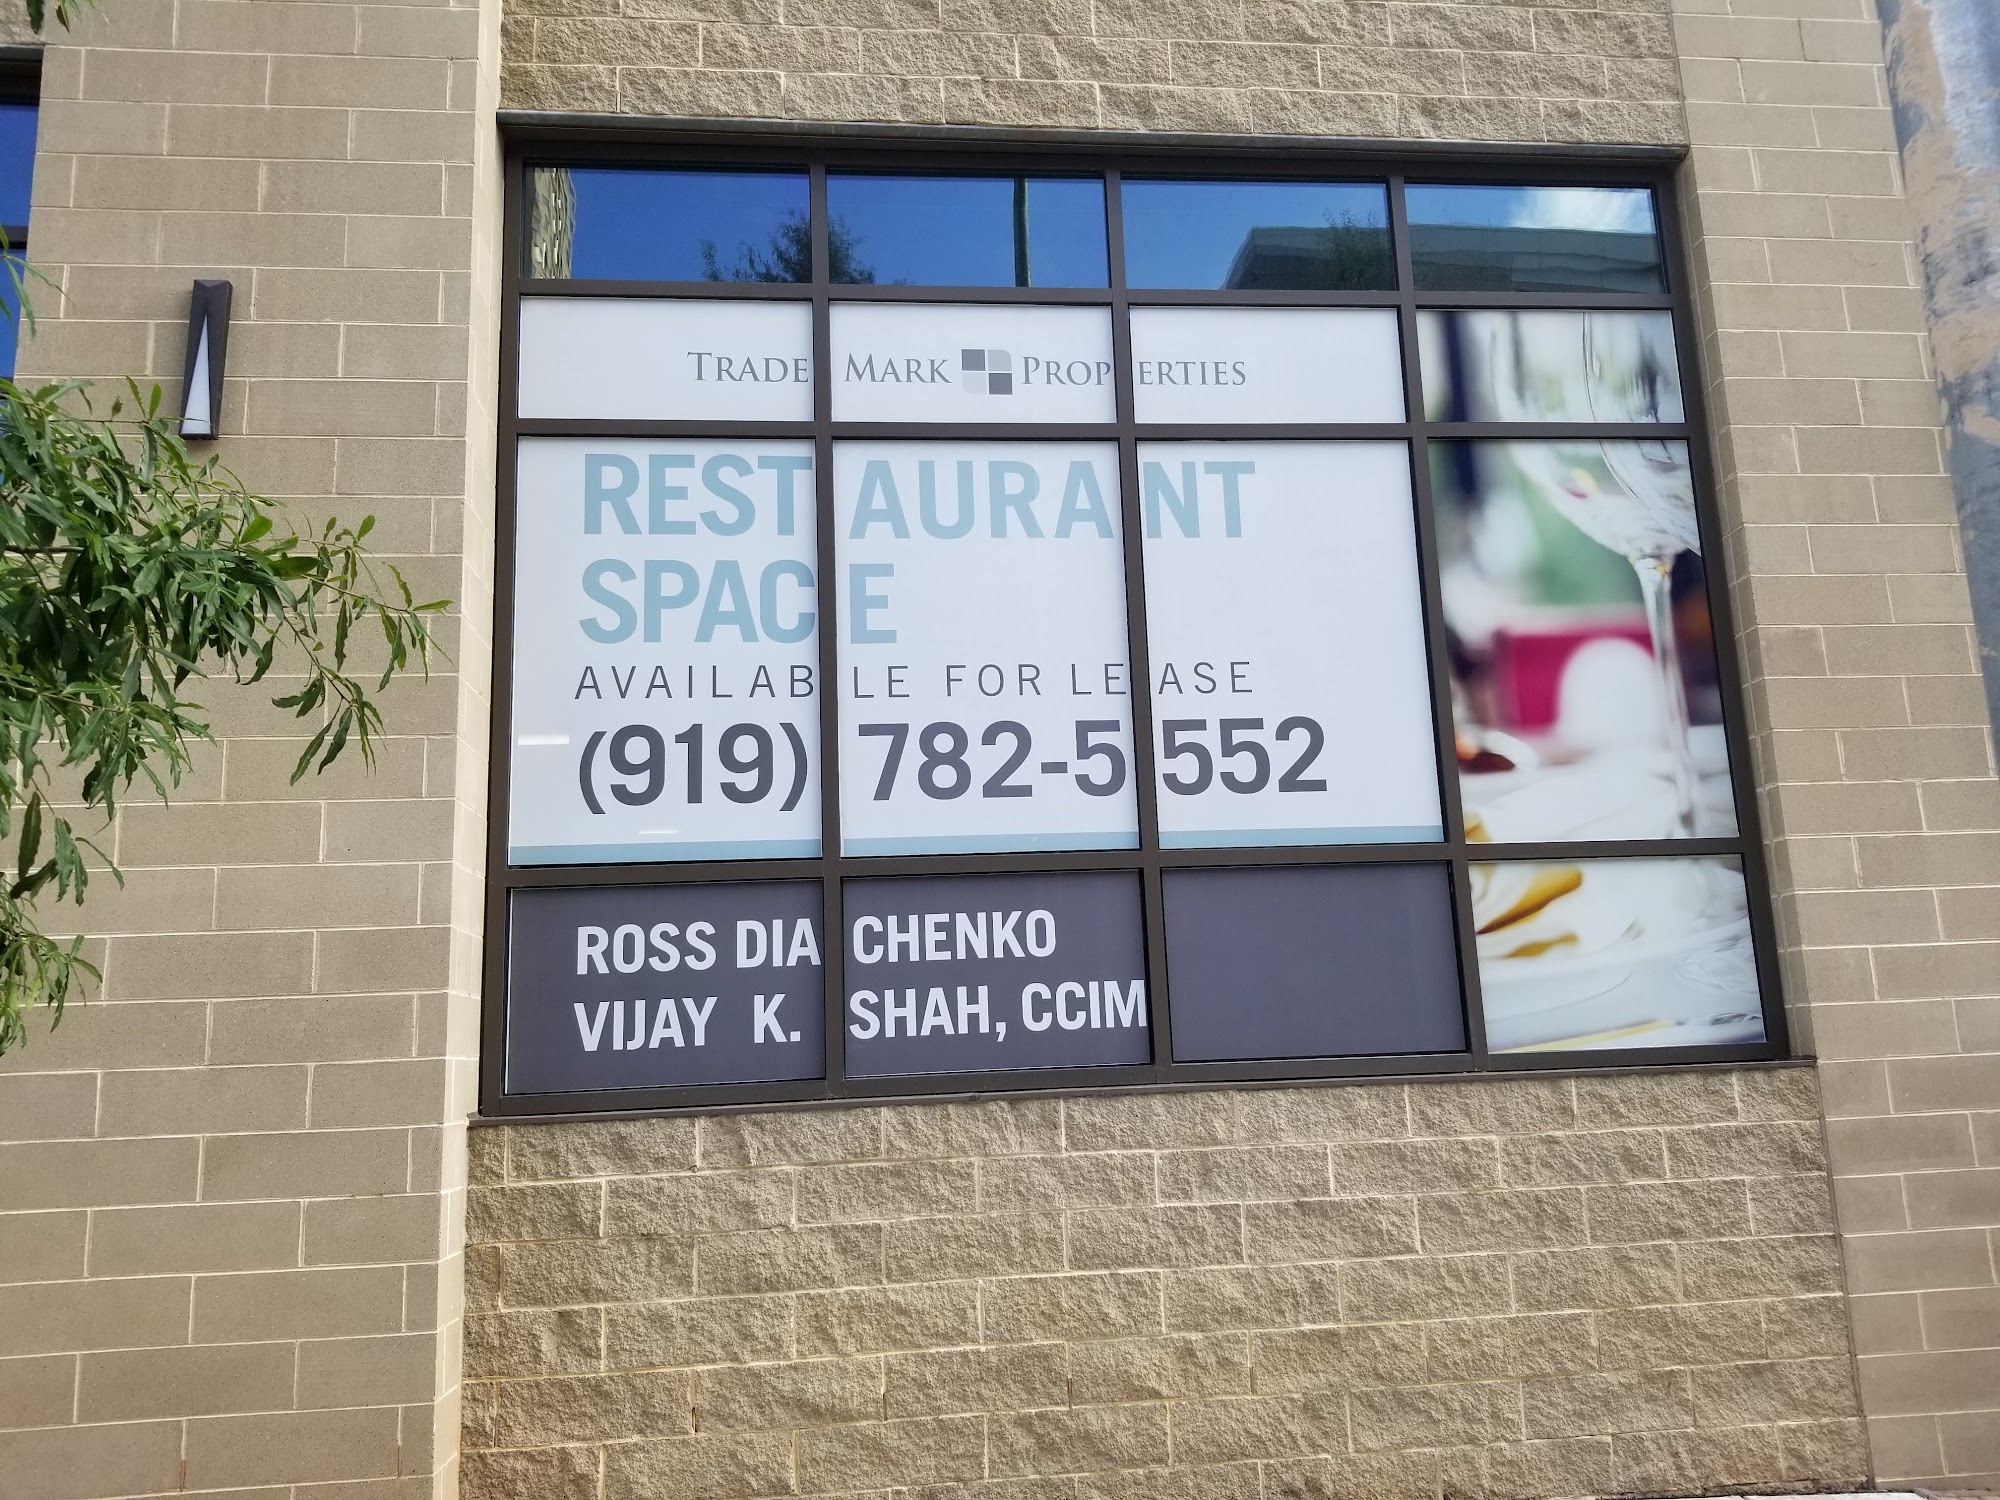 TRADE MARK PROPERTIES
RESTAURANT
SPACE
AVAILABLE FOR LEASE
(919) 782-5552
ROSS DIACHENKO
VIJAY K. SHAH, CCIM